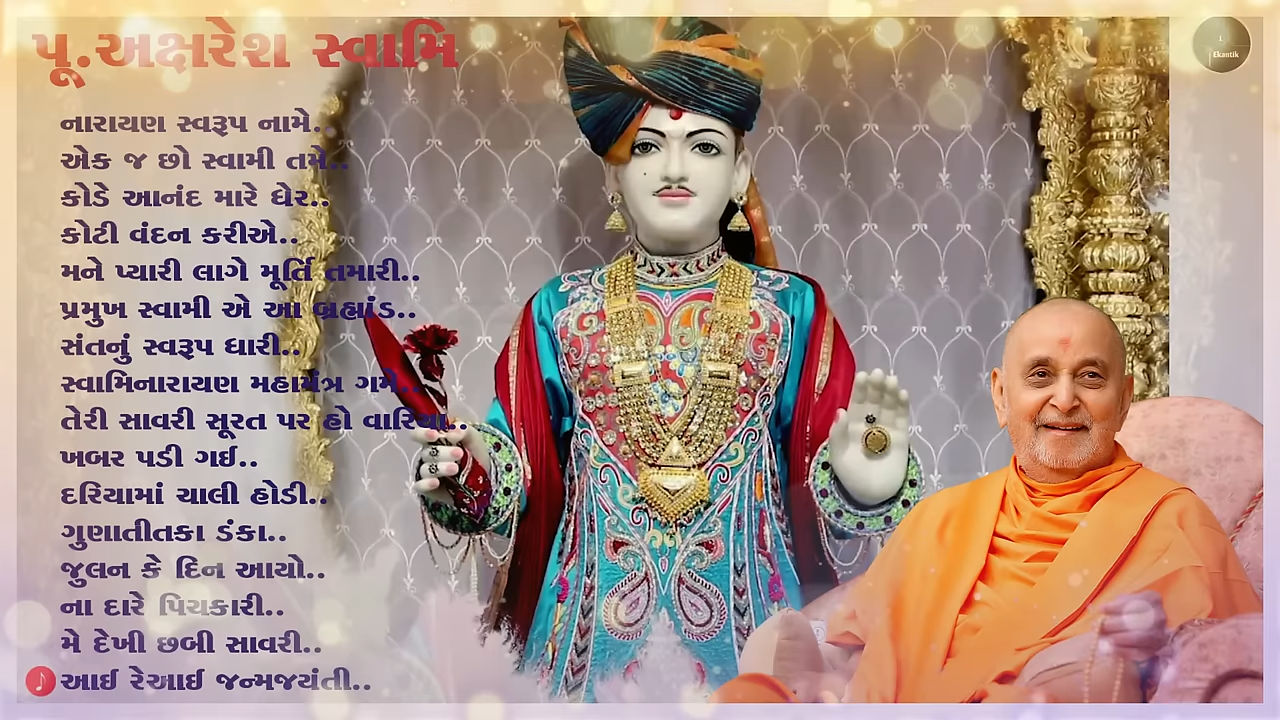 પૂ.અક્ષરેશ સ્વામિ
Ekantik
નારાયણ સ્વરૂપ નામે..
એક જ છો સ્વામી તમે..
કોડે આનંદ મારે ઘેર..
કોટી વંદન કરીએ..
મને પ્યારી લાગે મૂર્તિ તમારી..
પ્રમુખ સ્વામી એ આ બ્રહ્માંડ..
સંતનું સ્વરૂપ ધારી..
સ્વામિનારાયણ મહામંત્ર ગમે..
તેરી સાવરી સૂરત પર હો વારિયા..
ખબર પડી ગઈ..
દરિયામાં ચાલી હોડી..
ગુણાતીતકા ડંકા..
જુલન કે દિન આયો..
ના દારે પિચકારી..
મે દેખી છબી સાવરી..
આઈ રેઆઈ જન્મજયંતી..